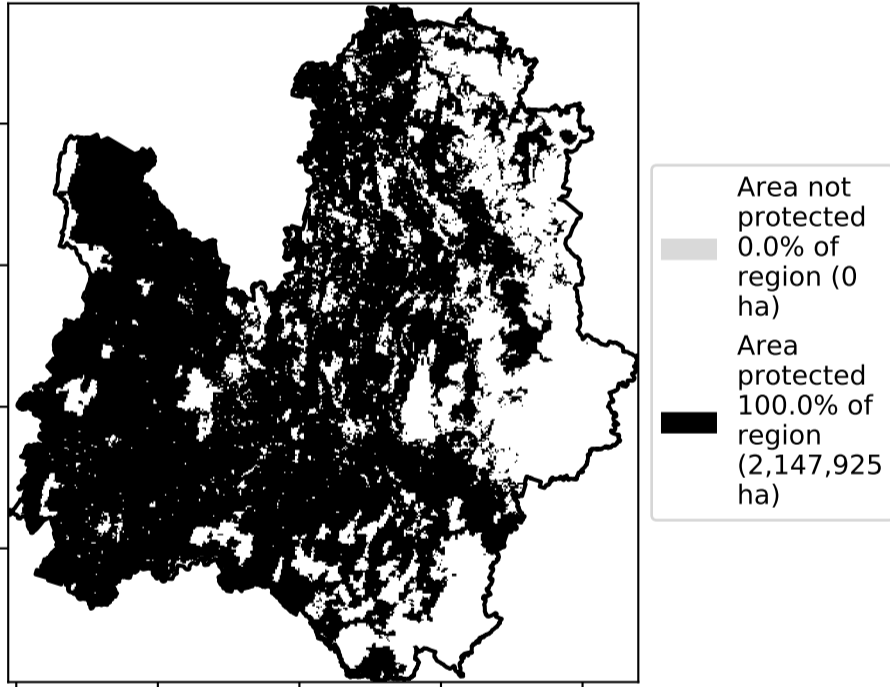 Area not
protected
0.0% of
region (0
ha)
Area
protected
100.0% of
region
(2,147,925
ha)